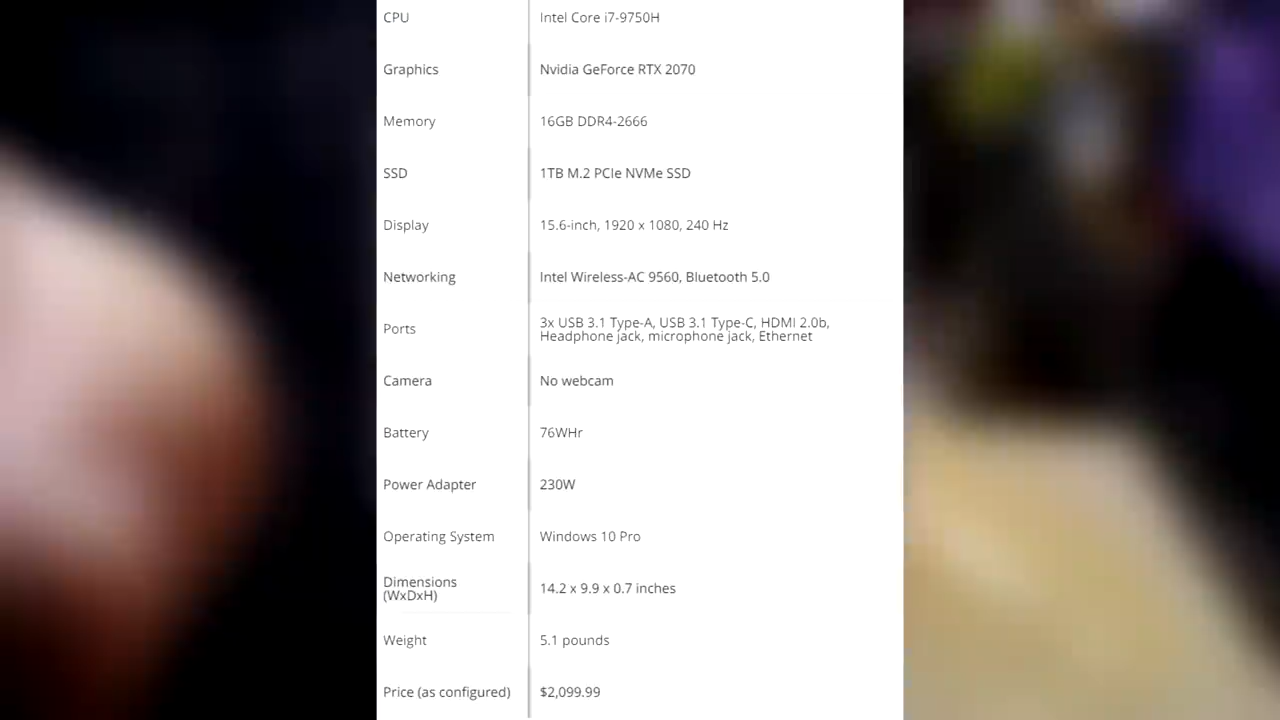 CPU Intel Core i7-9750H
Graphics Nvidia GeForce RTX 2070
Memory 16GB DDR4-2666
SSD 1TB M.2 PCIe NVMe SSD
Display 15.6-inch, 1920 x 1080, 240 Hz
Networking Intel Wireless-AC 9560, Bluetooth 5.0
Ports 3x USB 3.1 Type-A, USB 3.1 Type-C, HDMI 2.0b,
Headphone jack, microphone jack, Ethernet
Camera No webcam
Battery 76WHr
Power Adapter 230W
Operating System Windows 10 Pro
Dimensions
(WxDxH) 14.2 x 9.9 x 0.7 inches
Weight 5.1 pounds
Price (as configured) $2,099.99